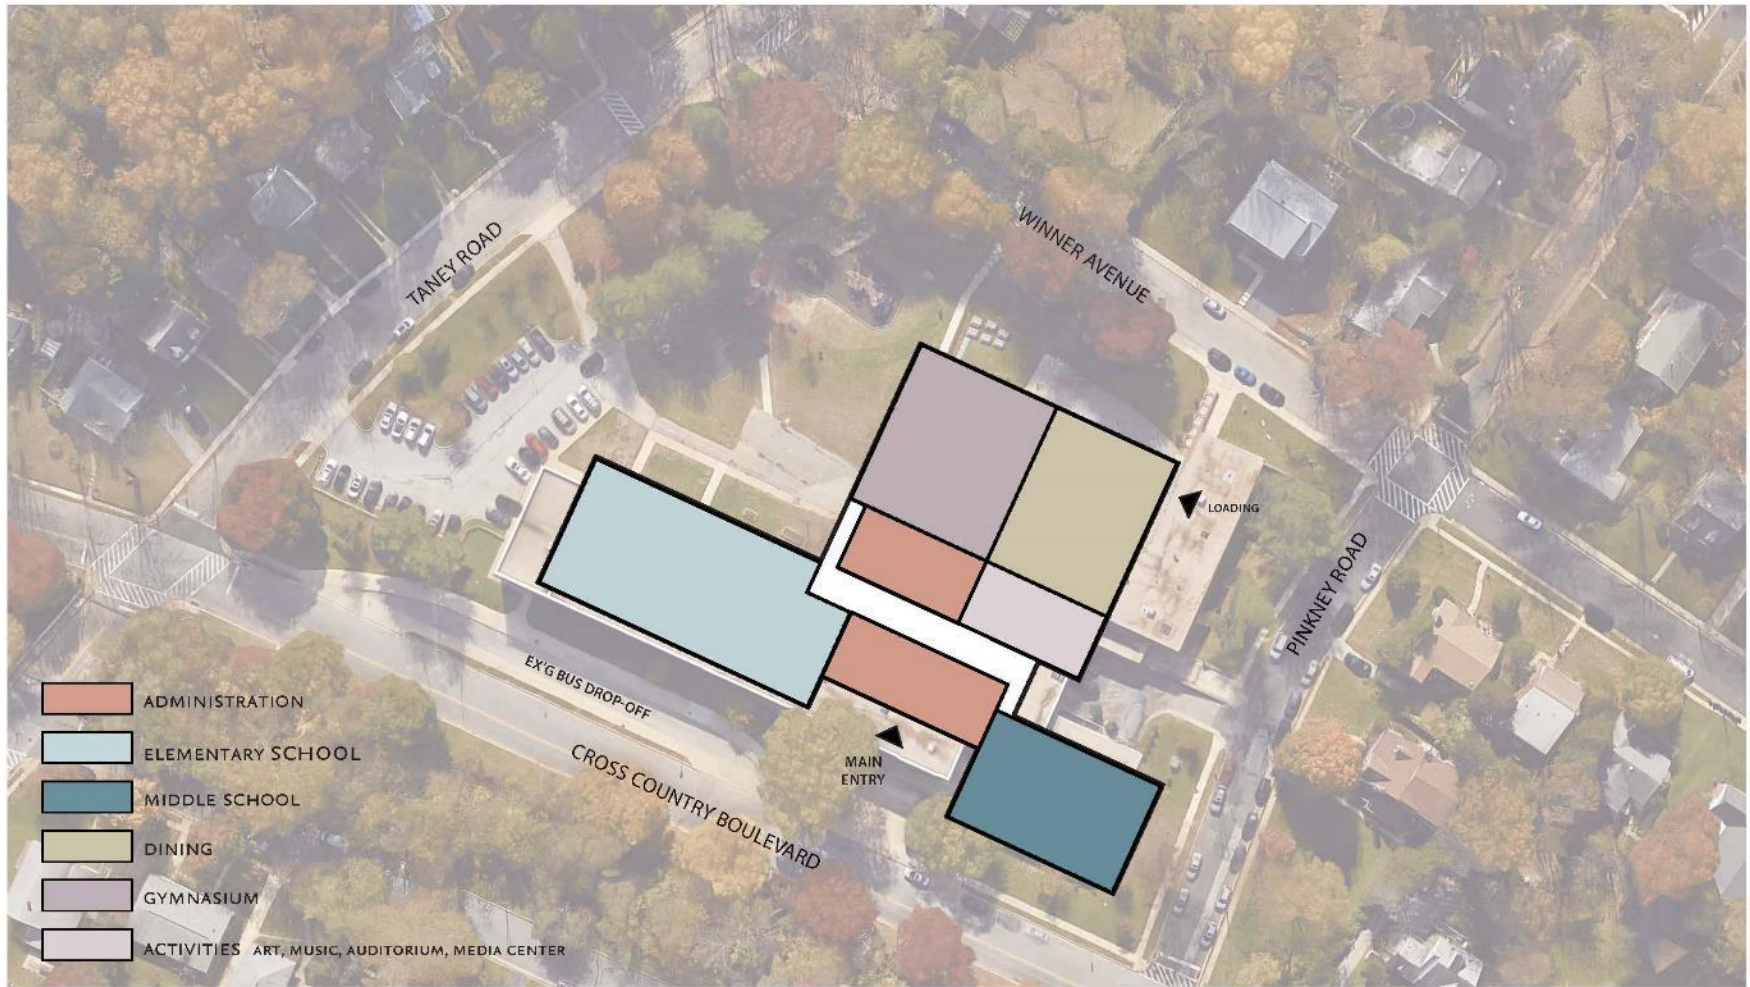 TANEY ROAD
WINNER AVENUE
LOADING
PINKNEY ROAD
EX'G BUS DROP-OFF
MAIN
ENTRY
CROSS COUNTRY BOULEVARD
ADMINISTRATION
ELEMENTARY SCHOOL
MIDDLE SCHOOL
DINING
GYMNASIUM
ACTIVITIES ART, MUSIC, AUDITORIUM, MEDIA CENTER